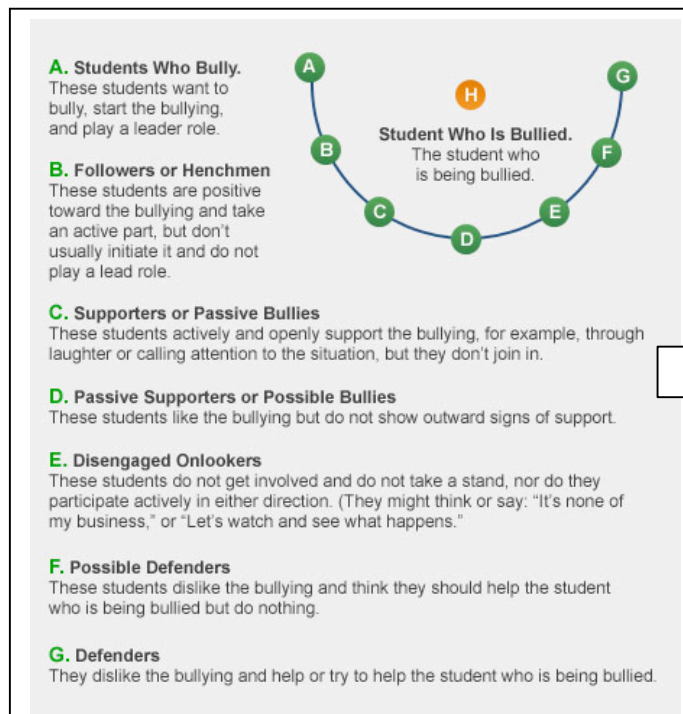 A. Students Who Bully.
These students want to
bully, start the bullying,
and play a leader role.
B. Followers or Henchmen
These students are positive
toward the bullying and take
an active part, but don't
usually initiate it and do not
play a lead role.
A
B
C
D
E
F
G
H
Student Who Is Bullied.
The student who
is being bullied.
C. Supporters or Passive Bullies
These students actively and openly support the bullying, for example, through
laughter or calling attention to the situation, but they don't join in.
D. Passive Supporters or Possible Bullies
These students like the bullying but do not show outward signs of support.
E. Disengaged Onlookers
These students do not get involved and do not take a stand, nor do they
participate actively in either direction. (They might think or say: “It's none of
my business,” or “Let's watch and see what happens.”
F. Possible Defenders
These students dislike the bullying and think they should help the student
who is being bullied but do nothing.
G. Defenders
They dislike the bullying and help or try to help the student who is being bullied.